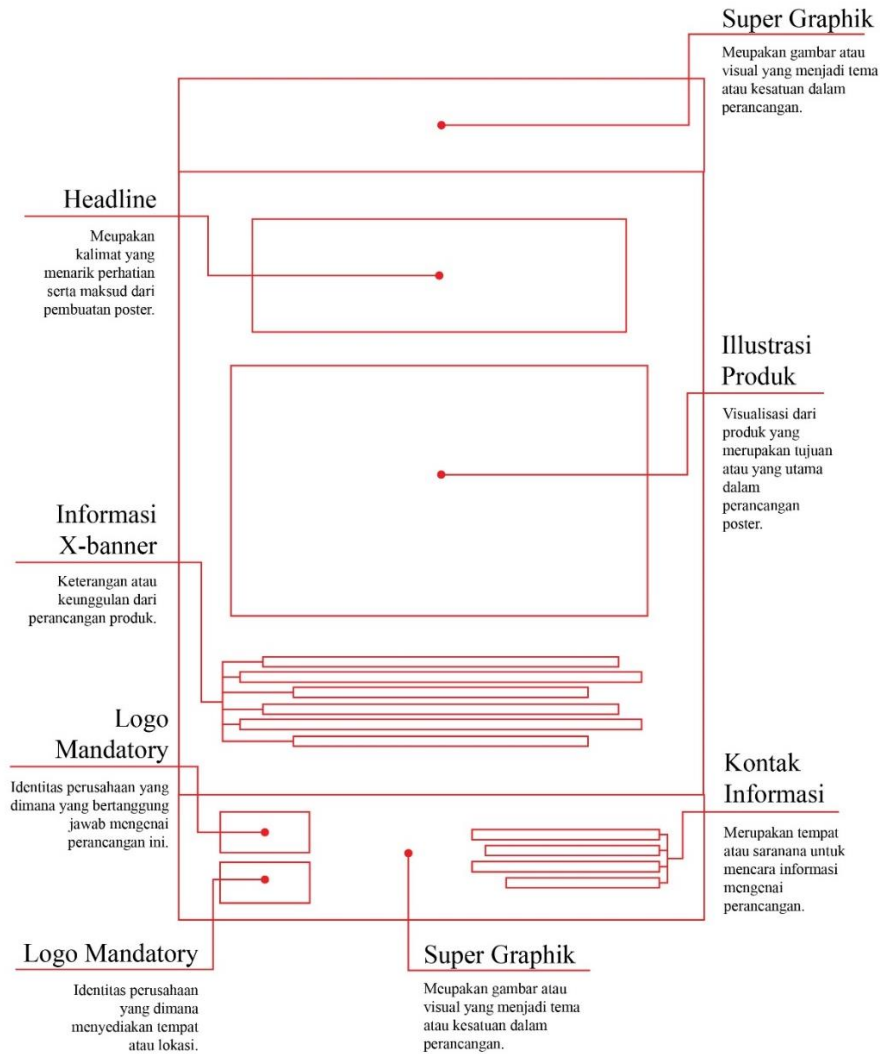 Super Graphik
Meupakan gambar atau
visual yang menjadi tema
atau kesatuan dalam
perancangan.
Headline
Meupakan
kalimat yang
menarik perhatian
serta maksud dari
pembuatan poster.
Illustrasi
Produk
Visualisasi dari
produk yang
merupakan tujuan
atau yang utama
dalam
perancangan
poster.
Informasi
X-banner
Keterangan atau
keunggulan dari
perancangan produk.
Logo
Mandatory
Identitas perusahaan yang
dimana yang bertanggung
jawab mengenai
perancangan ini.
Kontak
Informasi
Merupakan tempat
atau saranana untuk
mencara informasi
mengenai
perancangan.
Logo Mandatory
Identitas perusahaan
yang dimana
menyediakan tempat
atau lokasi.
Super Graphik
Meupakan gambar atau
visual yang menjadi tema
atau kesatuan dalam
perancangan.